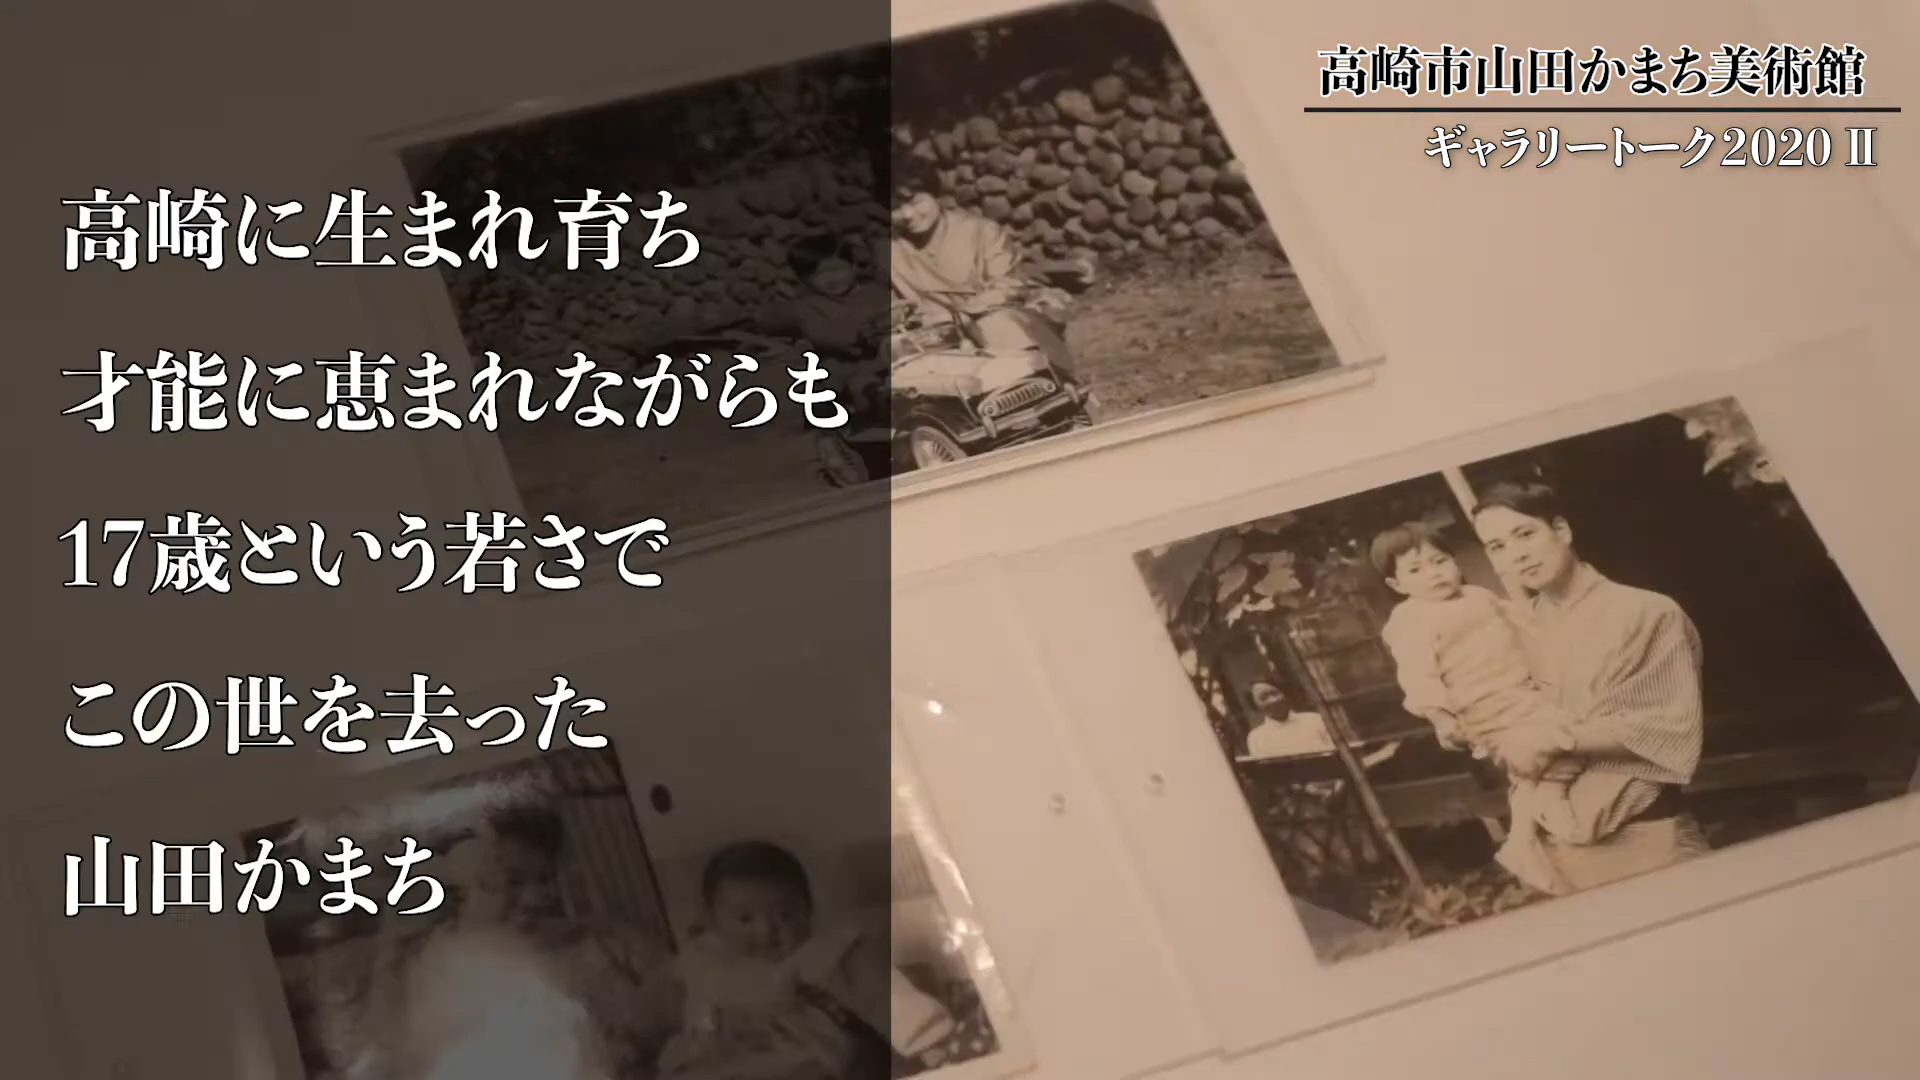 高崎市山田かまち美術館
ギャラリートーク2020 Ⅱ
高崎に生まれ育ち
才能に恵まれながらも
17歳という若さで
この世を去った
山田かまち